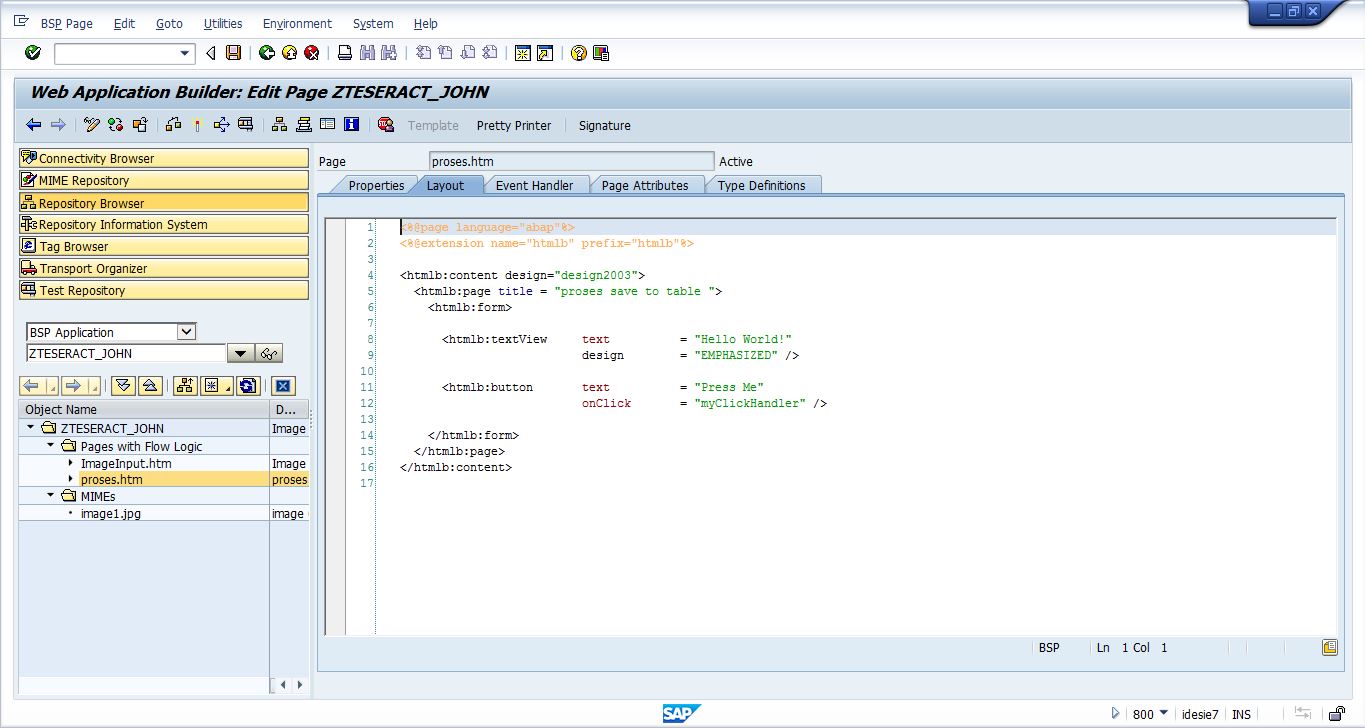 BSP Page Edit Goto Utilities Environment System Help
Web Application Builder: Edit Page ZTESERACT_JOHN
Template Pretty Printer Signature
Connectivity Browser
MIME Repository
Repository Browser
Repository Information System
Tag Browser
Transport Organizer
Test Repository
BSP Application
ZTESERACT_JOHN
Object Name D...
ZTESERACT_JOHN Image
Pages with Flow Logic
ImageInput.htm Image
proses.htm proses
MIMEs
image1.jpg image
Page proses.htm Active
Properties Layout Event Handler Page Attributes Type Definitions
1 <%@page language="abap"%>
2 <%@extension name="htmlb" prefix="htmlb"%>
3
4 <htmlb:content design="design2003">
5 <htmlb:page title = "proses save to table ">
6 <htmlb:form>
7
8 <htmlb:textView text = "Hello World!"
9 design = "EMPHASIZED" />
10
11 <htmlb:button text = "Press Me"
12 onClick = "myClickHandler" />
13
14 </htmlb:form>
15 </htmlb:page>
16 </htmlb:content>
17
BSP Ln 1 Col 1
SAP 800 idesie7 INS